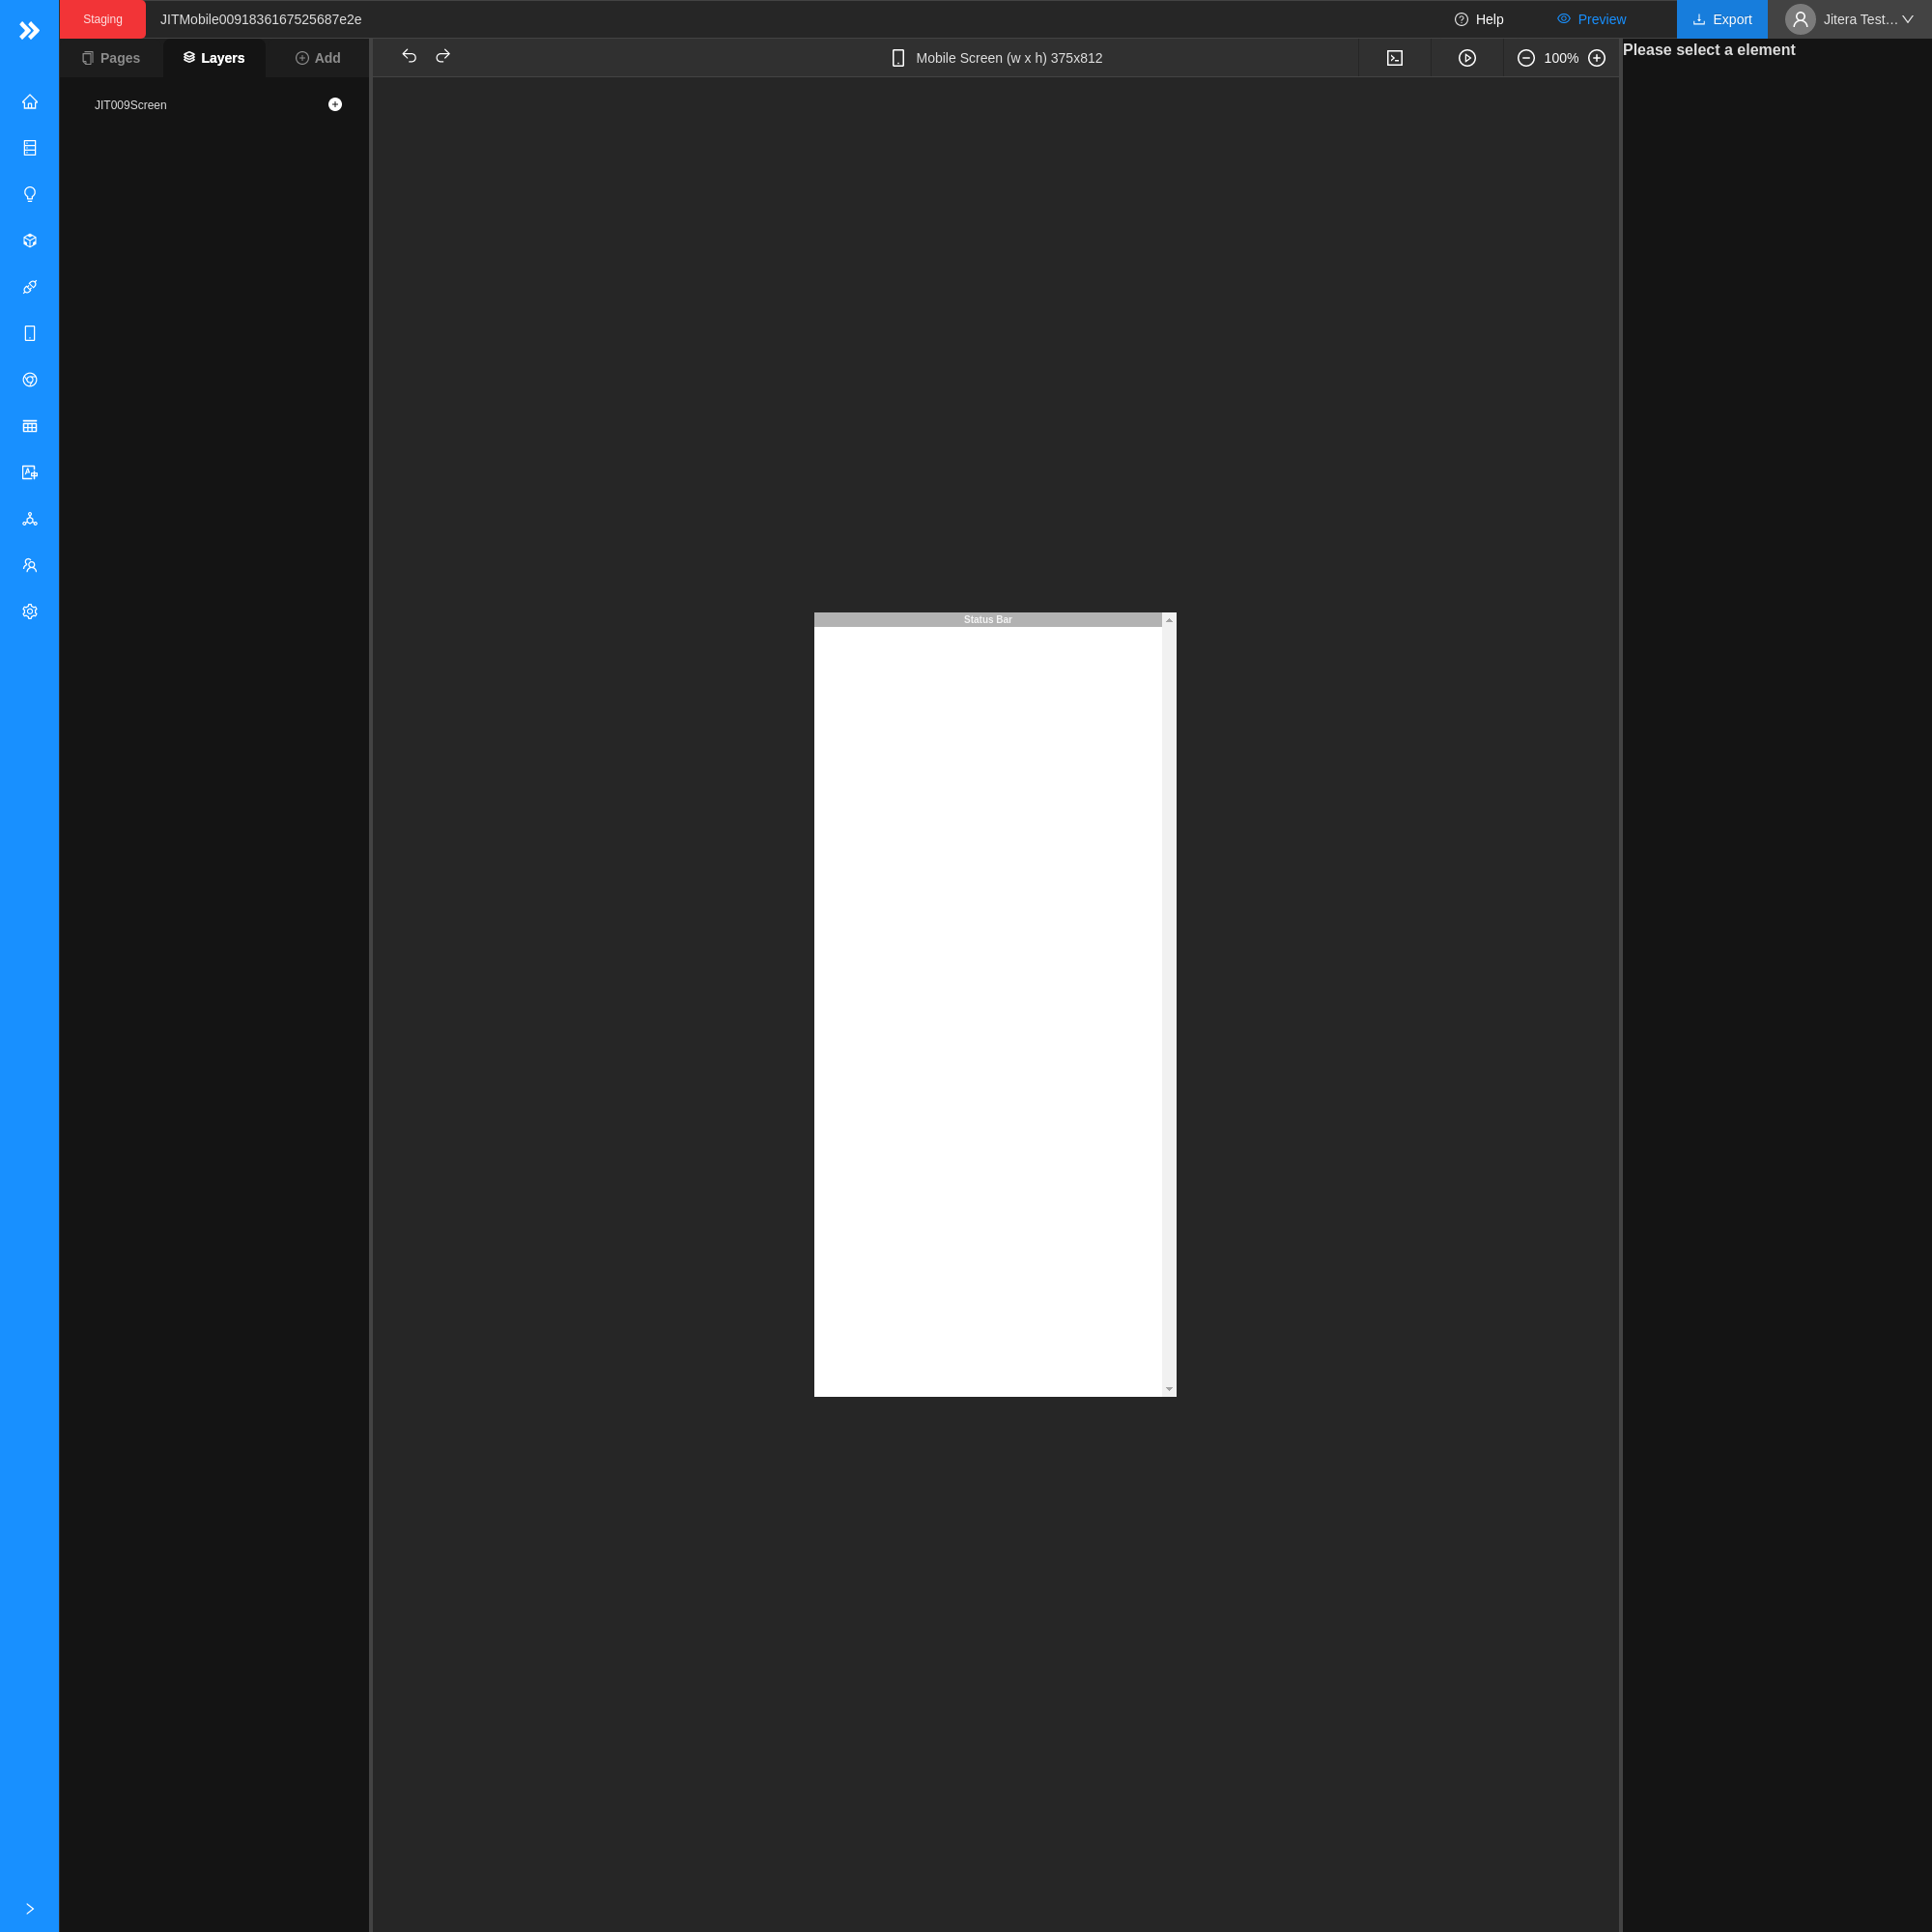 Staging
JITMobile0091836167525687e2e
Help
Preview
Export
Jitera Test...
Pages
Layers
Add
Mobile Screen (w x h) 375x812
100%
Please select a element
JIT009Screen
Status Bar